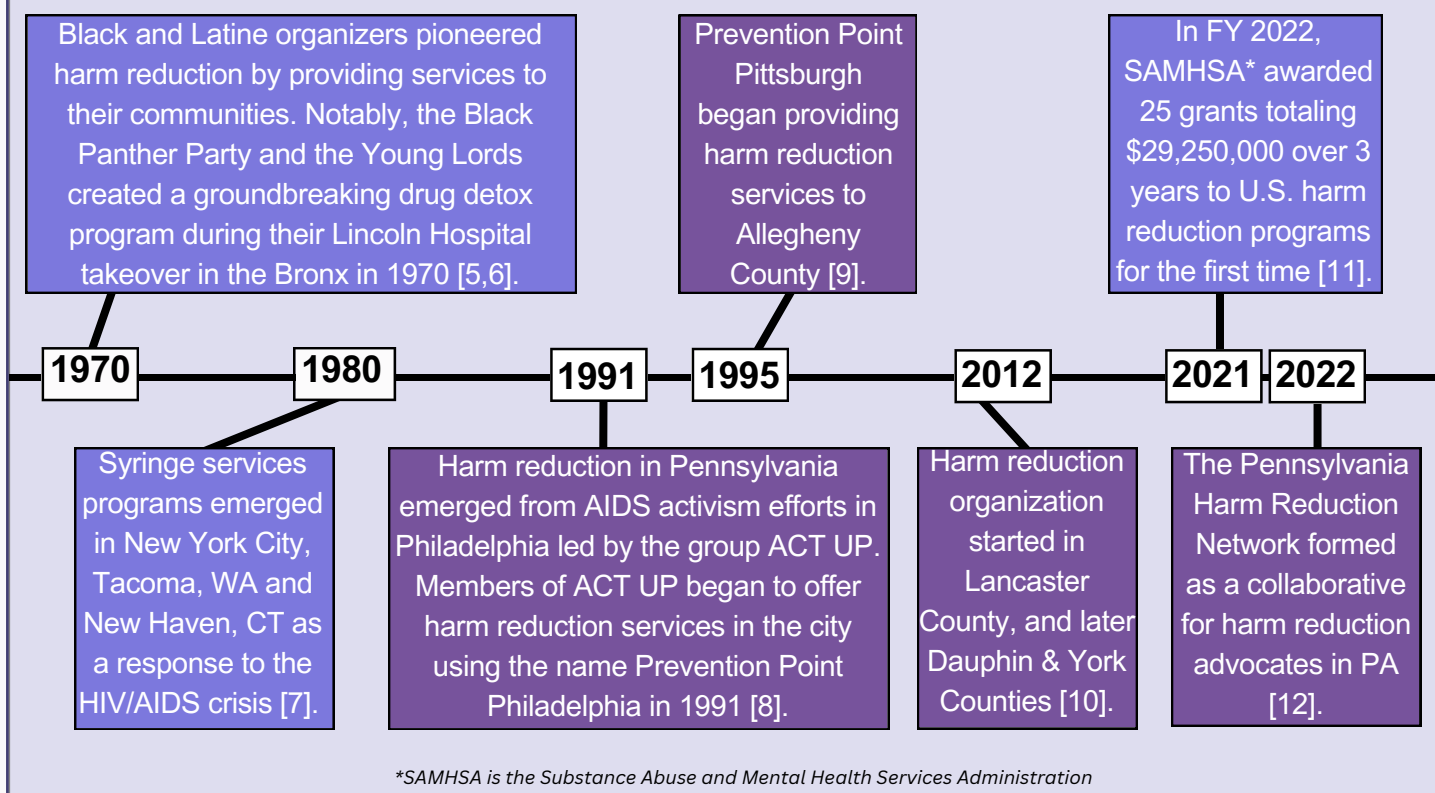 Black and Latine organizers pioneered
harm reduction by providing services to
their communities. Notably, the Black
Panther Party and the Young Lords
created a groundbreaking drug detox
program during their Lincoln Hospital
takeover in the Bronx in 1970 [5,6].
Prevention Point
Pittsburgh
began providing
harm reduction
services to
Allegheny
County [9].
In FY 2022,
SAMHSA* awarded
25 grants totaling
$29,250,000 over 3
years to U.S. harm
reduction programs
for the first time [11].
1970
1980
1991
1995
2012
2021
2022
Syringe services
programs emerged
in New York City,
Tacoma, WA and
New Haven, CT as
a response to the
HIV/AIDS crisis [7].
Harm reduction in Pennsylvania
emerged from AIDS activism efforts in
Philadelphia led by the group ACT UP.
Members of ACT UP began to offer
harm reduction services in the city
using the name Prevention Point
Philadelphia in 1991 [8].
Harm reduction
organization
started in
Lancaster
County, and later
Dauphin & York
Counties [10].
The Pennsylvania
Harm Reduction
Network formed
as a collaborative
for harm reduction
advocates in PA
[12].
*SAMHSA is the Substance Abuse and Mental Health Services Administration